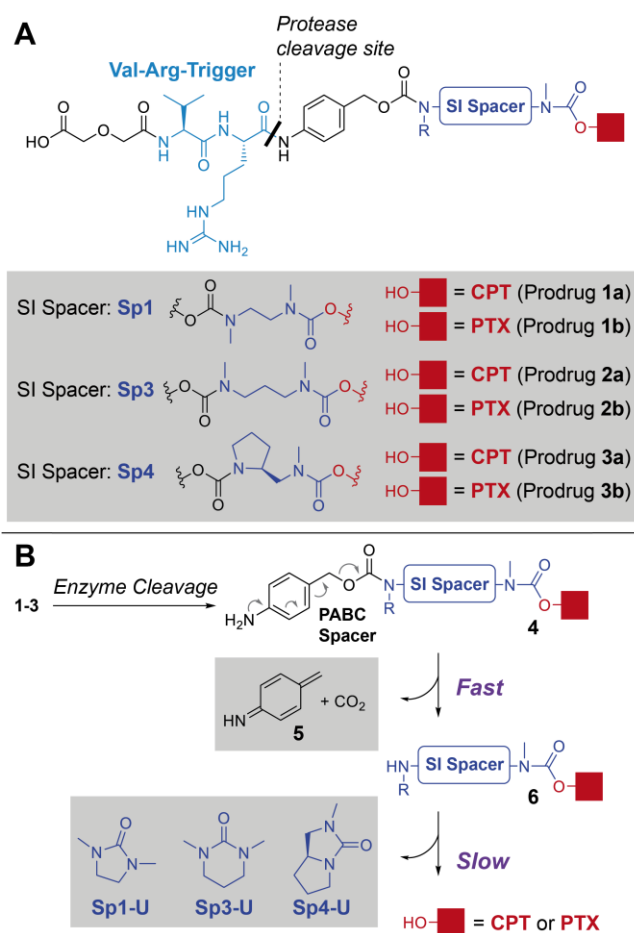 A
Protease
cleavage site
Val-Arg-Trigger
HO
O
O
O
N
H
O
H
N
O
N
H
O
O
N
R
SI Spacer
N
O
O
HN
HN
NH2
SI Spacer: Sp1
O
O
N
N
O
O
HO = CPT (Prodrug 1a)
HO = PTX (Prodrug 1b)
SI Spacer: Sp3
O
O
N
N
O
O
HO = CPT (Prodrug 2a)
HO = PTX (Prodrug 2b)
SI Spacer: Sp4
O
O
N
N
O
O
HO = CPT (Prodrug 3a)
HO = PTX (Prodrug 3b)
B
1-3
Enzyme Cleavage
H2N
PABC
Spacer
O
O
N
R
SI Spacer
N
O
O
4
HN
5
+ CO2
Fast
HN
R
SI Spacer
N
O
O
6
O
N
N
Sp1-U
O
N
N
Sp3-U
N
O
N
Sp4-U
Slow
HO = CPT or PTX